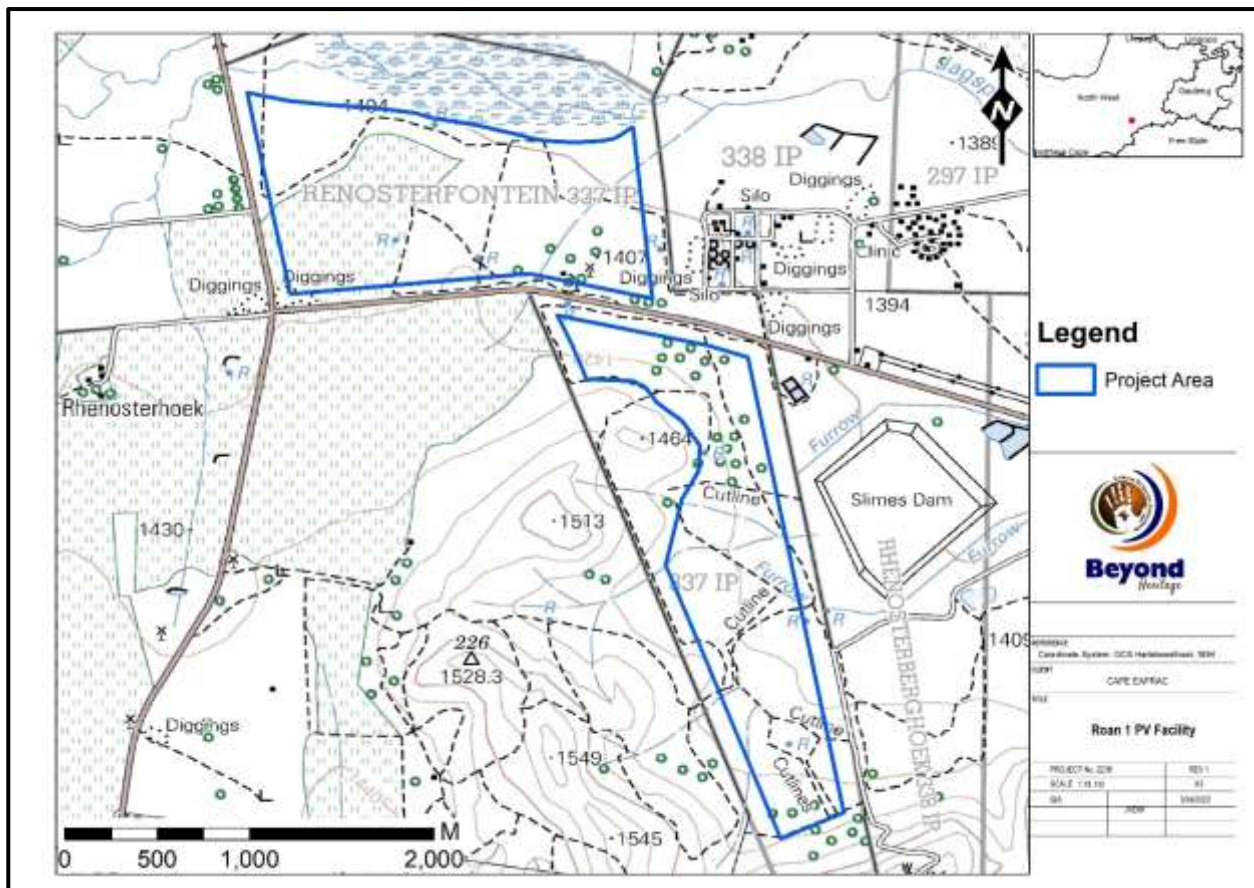 1404
338 IP
1389
297 IP
Diggings
Silo
RENOSTERFONTEIN 337 IP
R
R
R
R
R
1407
Diggings
Clinic
Diggings
Diggings
Diggings
Silo
1394
Diggings
R
R
Rhenosterhoek
1464
Furrow
Cutline
Slimes Dam
1513
1430
337 IP
Furrow
Furrow
Cutline
R
R
RHENOSTERBERGHOEK 338 IP
1409
226
1528.3
Cutline
Diggings
R
1549
Cutline
1545
M
0 500 1,000 2,000
N
North West
Gauteng
Free State
Legend
Project Area
Beyond
Heritage
CAPE EAPRAC
Roan 1 PV Facility